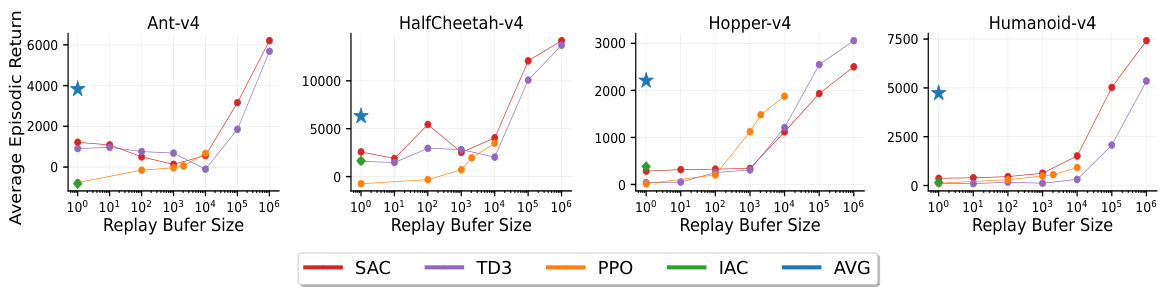 Ant-v4
HalfCheetah-v4
Hopper-v4
Humanoid-v4
Average Episodic Return
6000
4000
2000
0
10⁰ 10¹ 10² 10³ 10⁴ 10⁵ 10⁶
Replay Bufer Size
10000
5000
0
10⁰ 10¹ 10² 10³ 10⁴ 10⁵ 10⁶
Replay Bufer Size
3000
2000
1000
0
10⁰ 10¹ 10² 10³ 10⁴ 10⁵ 10⁶
Replay Bufer Size
7500
5000
2500
0
10⁰ 10¹ 10² 10³ 10⁴ 10⁵ 10⁶
Replay Bufer Size
SAC TD3 PPO IAC AVG